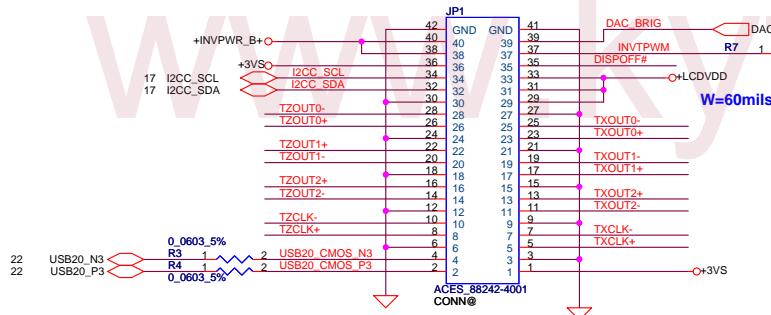 www.ky
JP1
42 GND GND 41
+INVPWR_B+ 40 40 39 39 DAC_BRIG DAC
38 38 37 37 INVTPWM R7 1
+3VS 36 36 35 35 DISPOFF#
17 I2CC_SCL I2CC_SCL 34 34 33 33 +LCDVDD
17 I2CC_SDA I2CC_SDA 32 32 31 31
30 30 29 29 W=60mils
TZOUT0- 28 28 27 27
TZOUT0+ 26 26 25 25 TXOUT0-
24 24 23 23 TXOUT0+
TZOUT1+ 22 22 21 21
TZOUT1- 20 20 19 19 TXOUT1-
18 18 17 17 TXOUT1+
TZOUT2+ 16 16 15 15
TZOUT2- 14 14 13 13 TXOUT2+
12 12 11 11 TXOUT2-
TZCLK- 10 10 9 9
TZCLK+ 8 8 7 7 TXCLK-
0_0603_5% 6 6 5 5 TXCLK+
22 USB20_N3 R3 1 2 USB20_CMOS_N3 4 4 3 3
22 USB20_P3 R4 1 2 USB20_CMOS_P3 2 2 1 1 +3VS
0_0603_5%
ACES_88242-4001
CONN@